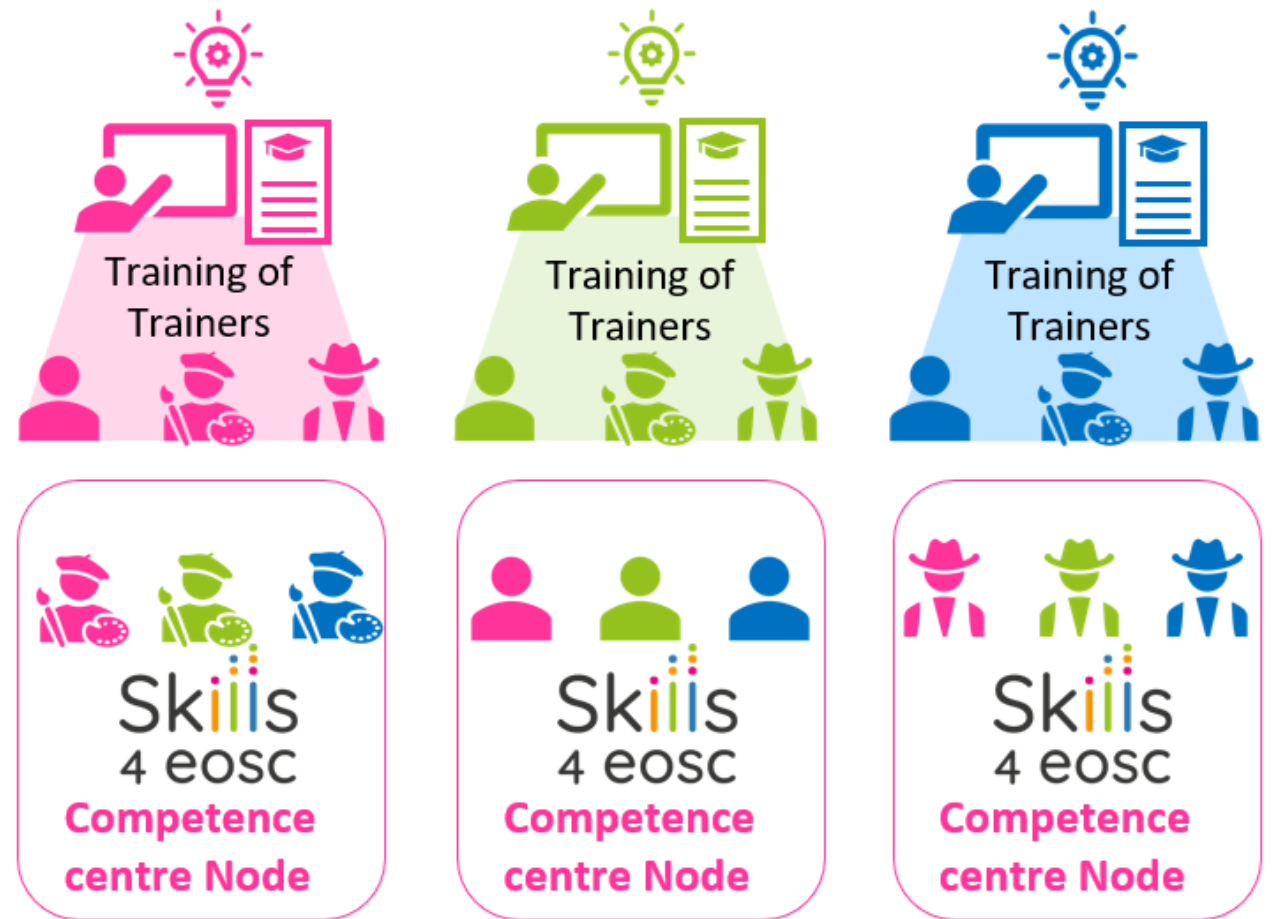 Training of
Trainers
Training of
Trainers
Training of
Trainers
Skills
4 eosc
Competence
centre Node
Skills
4 eosc
Competence
centre Node
Skills
4 eosc
Competence
centre Node